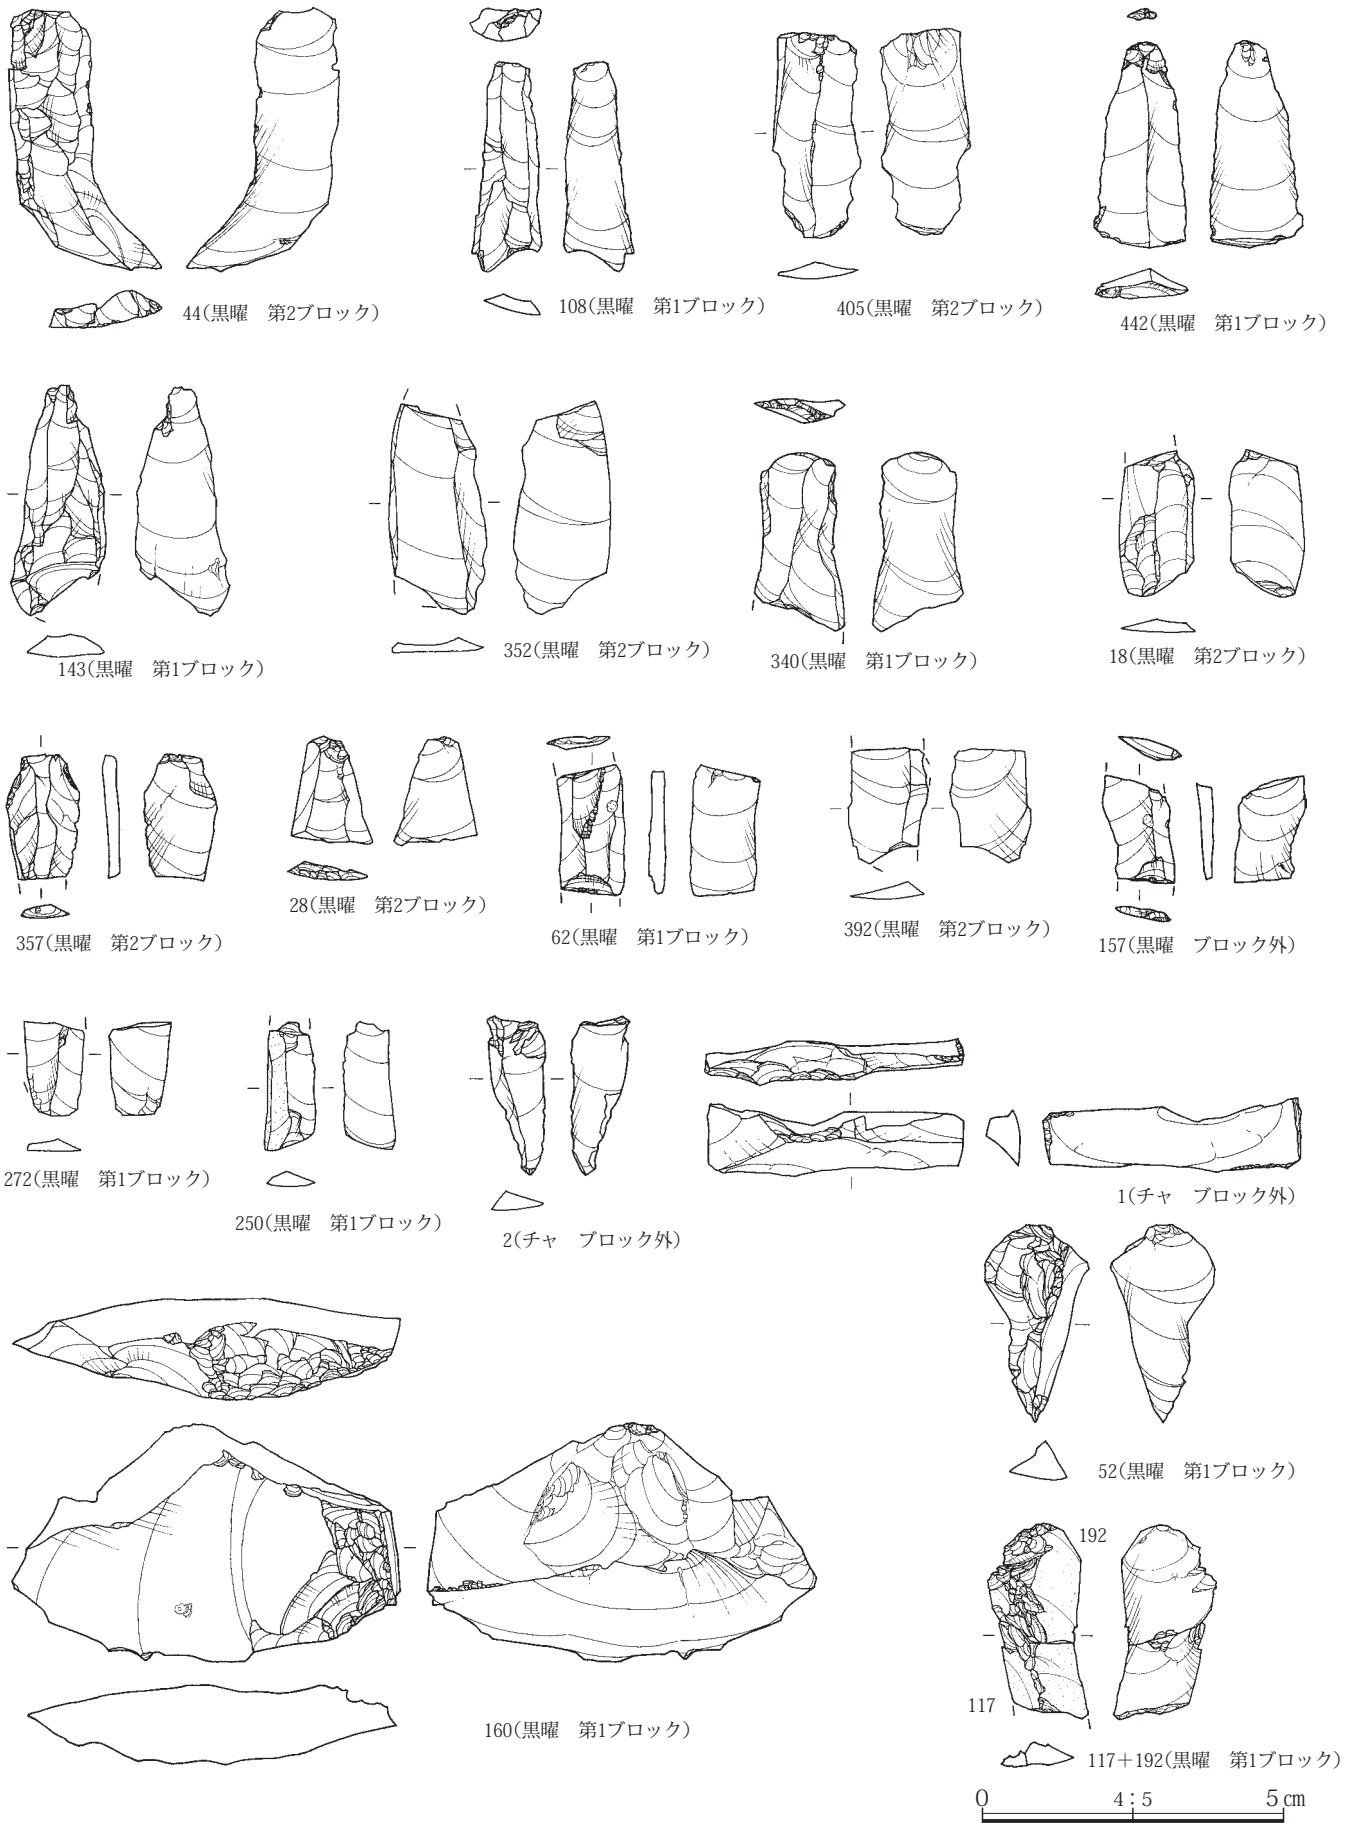 44(黒曜　第2ブロック)
108(黒曜　第1ブロック)
405(黒曜　第2ブロック)
442(黒曜　第1ブロック)
143(黒曜　第1ブロック)
352(黒曜　第2ブロック)
340(黒曜　第1ブロック)
18(黒曜　第2ブロック)
357(黒曜　第2ブロック)
28(黒曜　第2ブロック)
62(黒曜　第1ブロック)
392(黒曜　第2ブロック)
157(黒曜　ブロック外)
272(黒曜　第1ブロック)
250(黒曜　第1ブロック)
2(チャ　ブロック外)
1(チャ　ブロック外)
52(黒曜　第1ブロック)
160(黒曜　第1ブロック)
192
117
117＋192(黒曜　第1ブロック)
0　4：5　5㎝